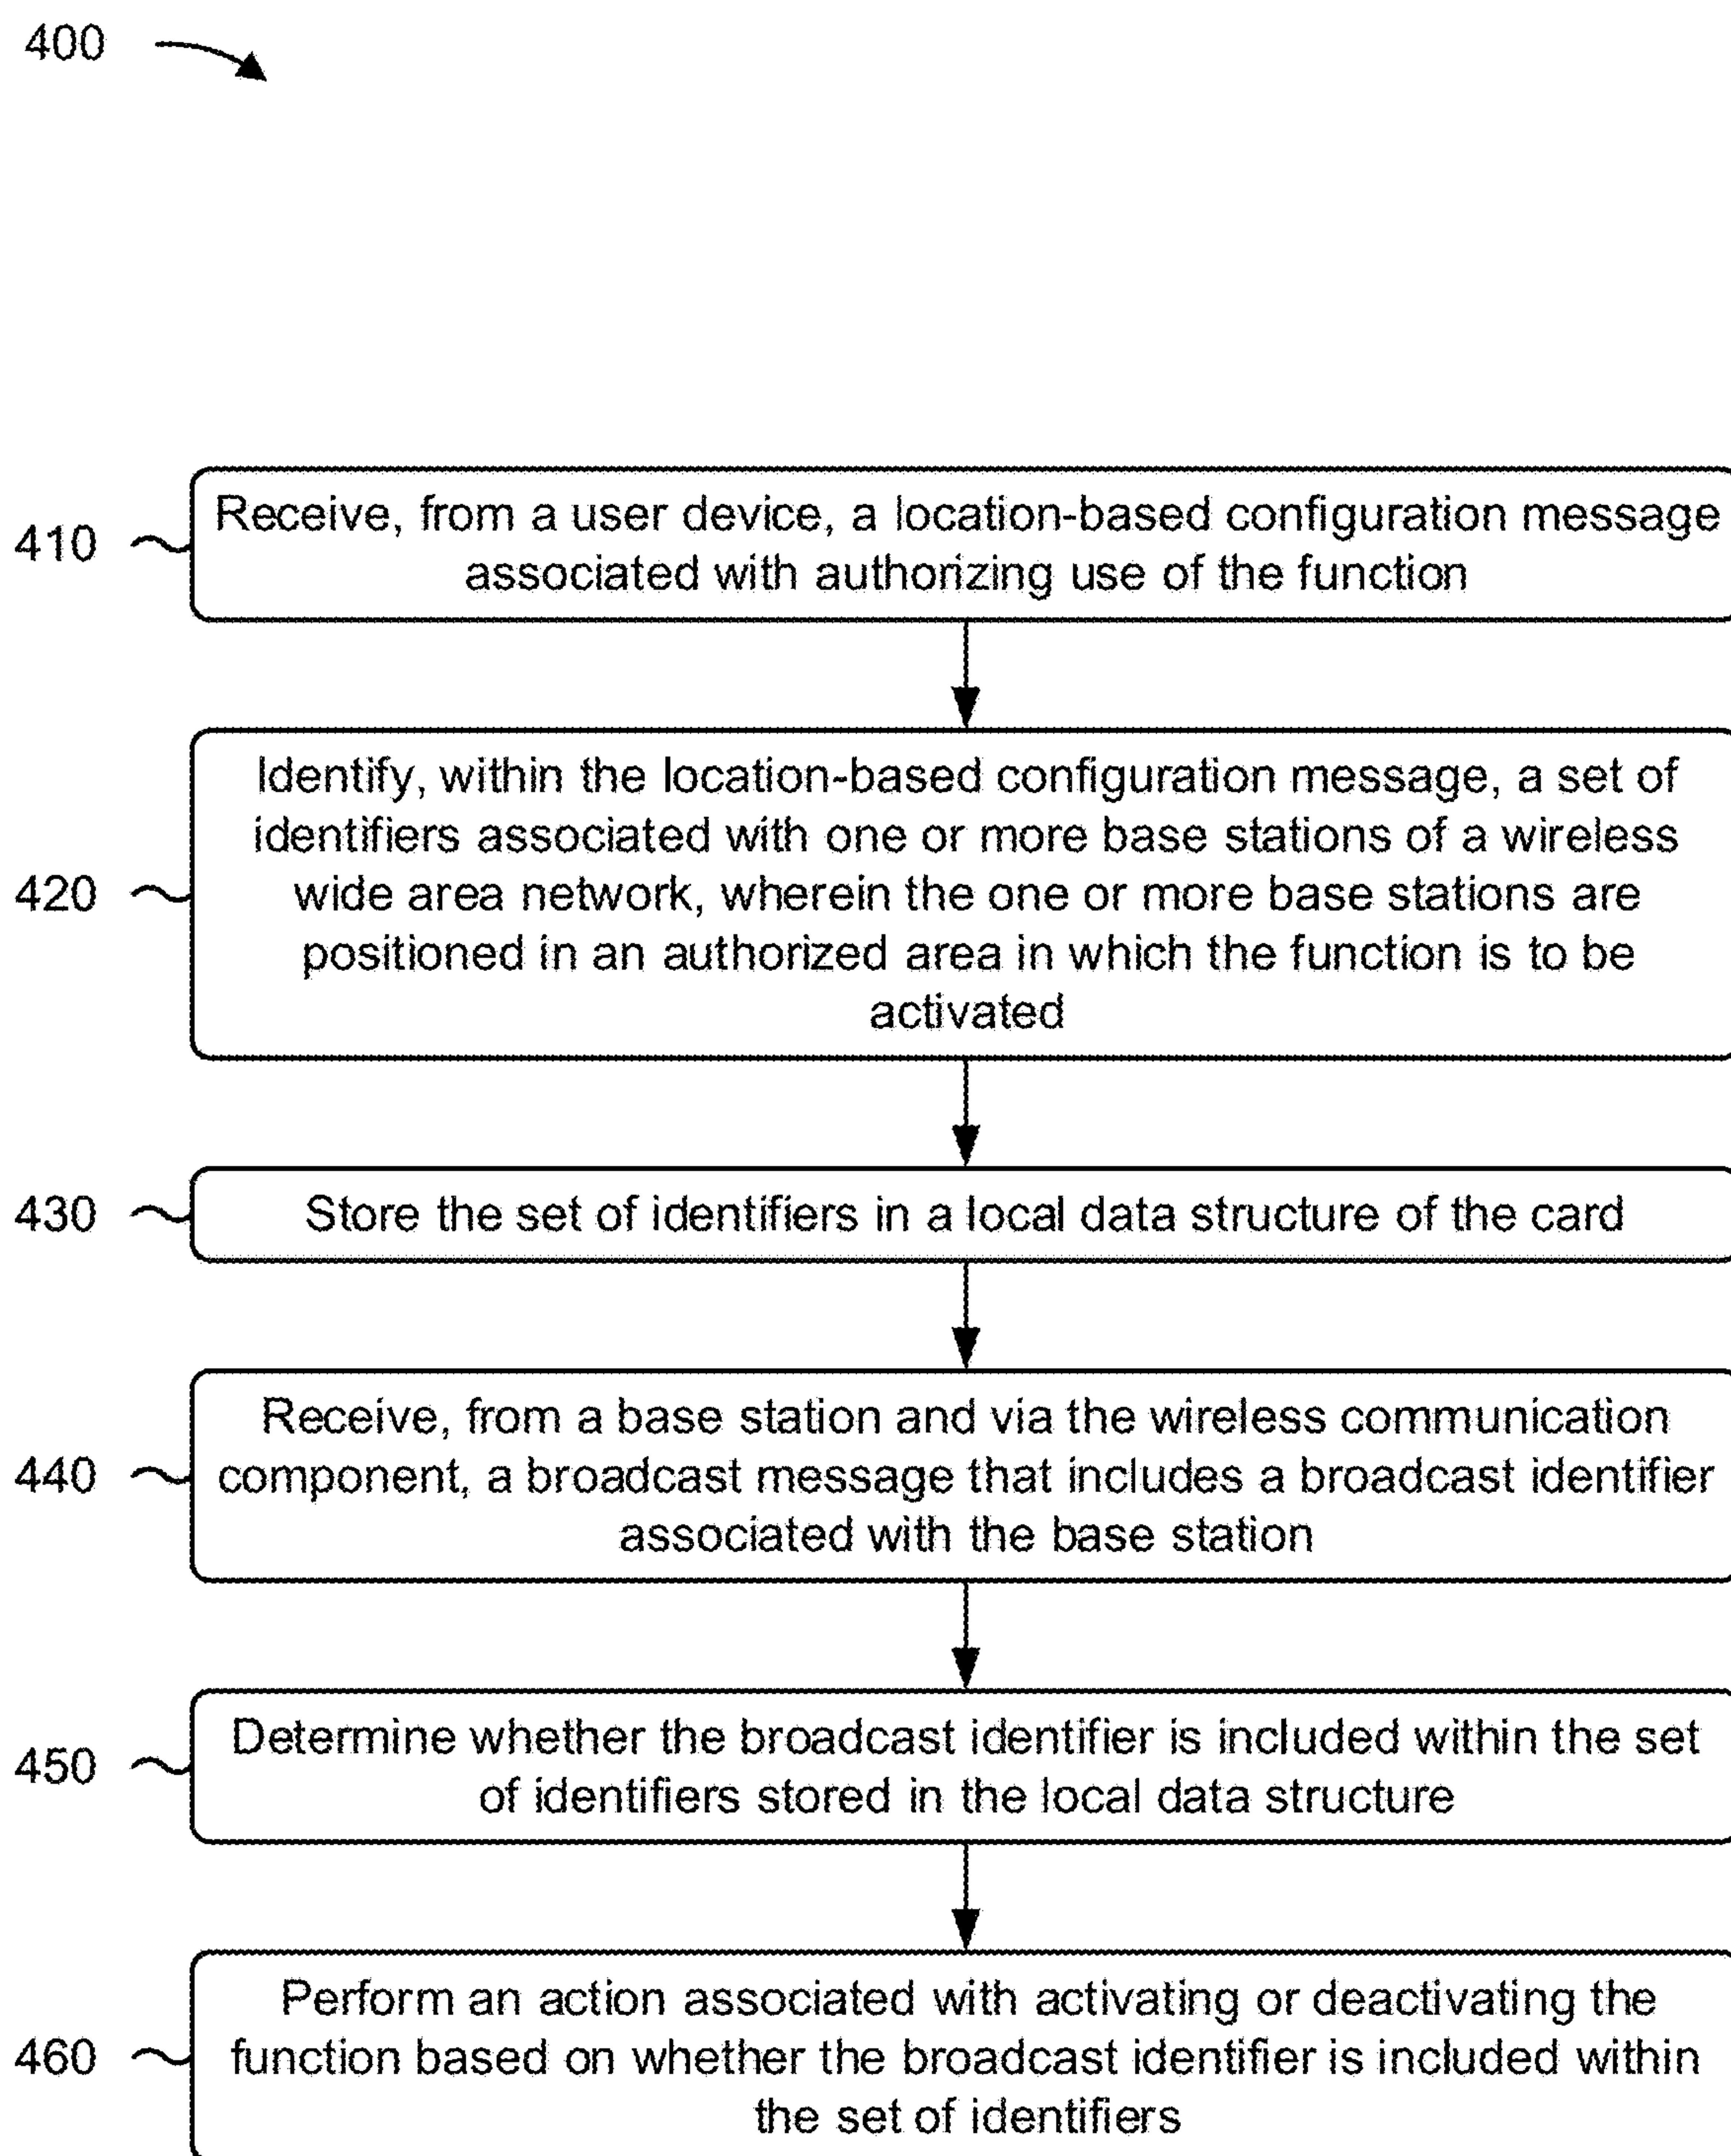 400
410
Receive, from a user device, a location-based configuration message
associated with authorizing use of the function
420
Identify, within the location-based configuration message, a set of
identifiers associated with one or more base stations of a wireless
wide area network, wherein the one or more base stations are
positioned in an authorized area in which the function is to be
activated
430
Store the set of identifiers in a local data structure of the card
440
Receive, from a base station and via the wireless communication
component, a broadcast message that includes a broadcast identifier
associated with the base station
450
Determine whether the broadcast identifier is included within the set
of identifiers stored in the local data structure
460
Perform an action associated with activating or deactivating the
function based on whether the broadcast identifier is included within
the set of identifiers